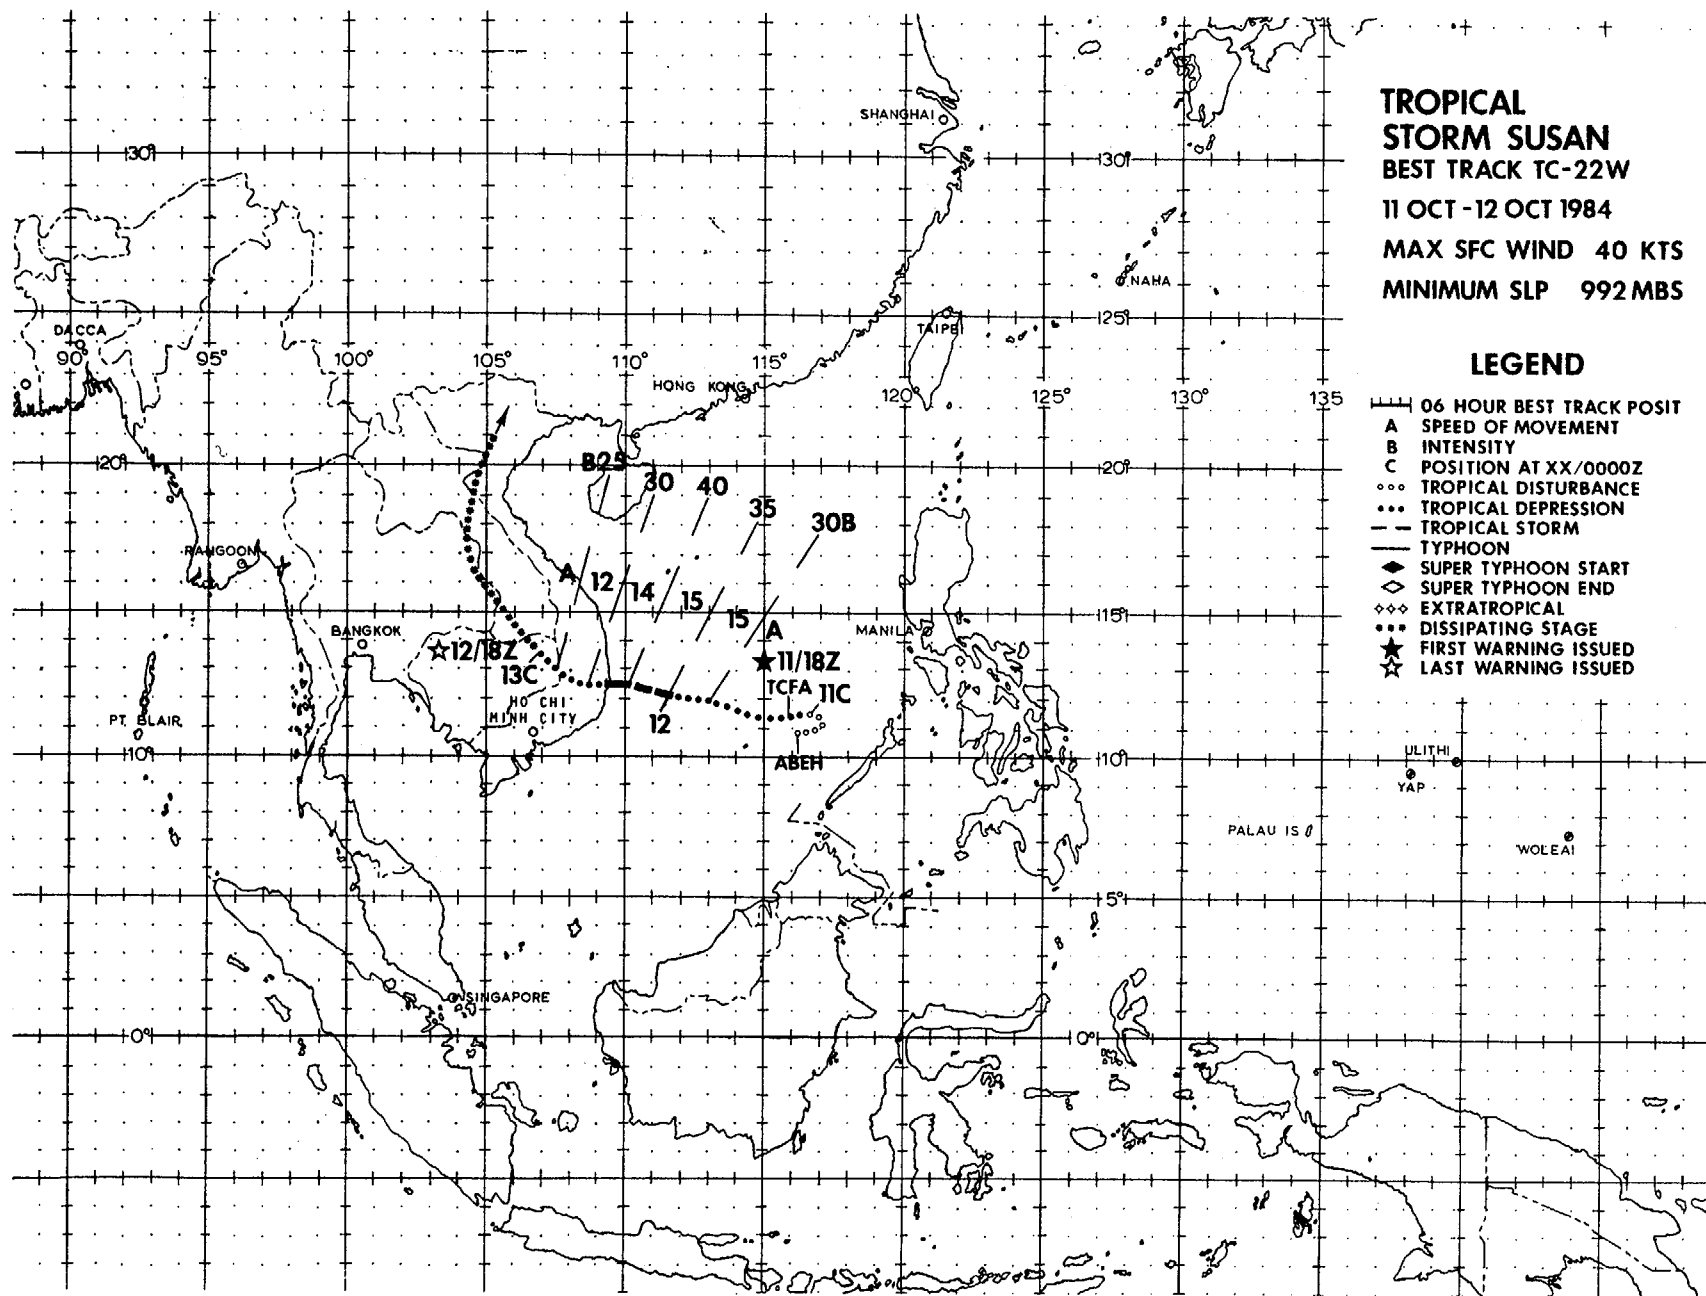 TROPICAL
STORM SUSAN
BEST TRACK TC-22W
11 OCT - 12 OCT 1984
MAX SFC WIND 40 KTS
MINIMUM SLP 992 MBS
LEGEND
06 HOUR BEST TRACK POSIT
A SPEED OF MOVEMENT
B INTENSITY
C POSITION AT XX/0000Z
TROPICAL DISTURBANCE
TROPICAL DEPRESSION
TROPICAL STORM
TYPHOON
SUPER TYPHOON START
SUPER TYPHOON END
EXTRATROPICAL
DISSIPATING STAGE
FIRST WARNING ISSUED
LAST WARNING ISSUED
SHANGHAI
30° 30°
NAHA
25°
TAIPEI
DACCA
90° 95° 100° 105° 110° 115°
HONG KONG
120° 125° 130° 135
20° 20°
B25
30
40
35
30B
RANGOON
A
12
14
15
15
A
15°
BANGKOK
MANILA
12/18Z
11/18Z
13C
TCFA
11C
HO CHI
MINH CITY
12
PT. BLAIR
10° 10°
ABEH
ULITHI
YAP
PALAU IS
WOLEAI
5°
SINGAPORE
0° 0°